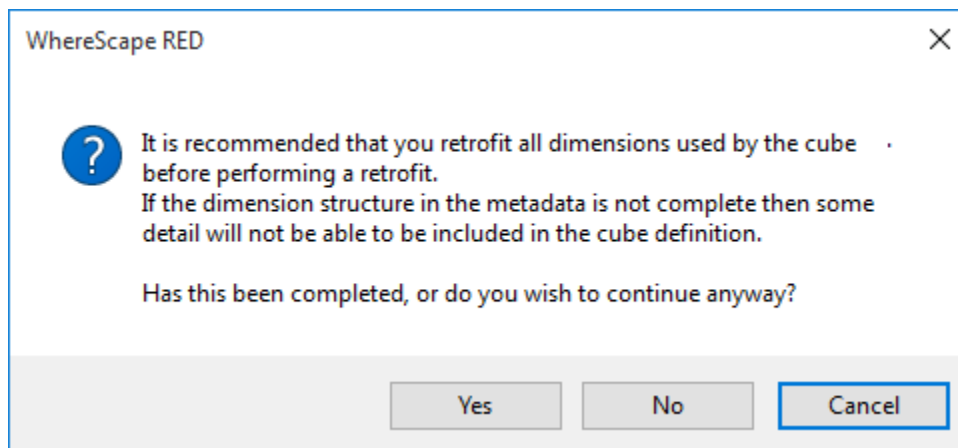 WhereScape RED
It is recommended that you retrofit all dimensions used by the cube
before performing a retrofit.
If the dimension structure in the metadata is not complete then some
detail will not be able to be included in the cube definition.
Has this been completed, or do you wish to continue anyway?
Yes No Cancel